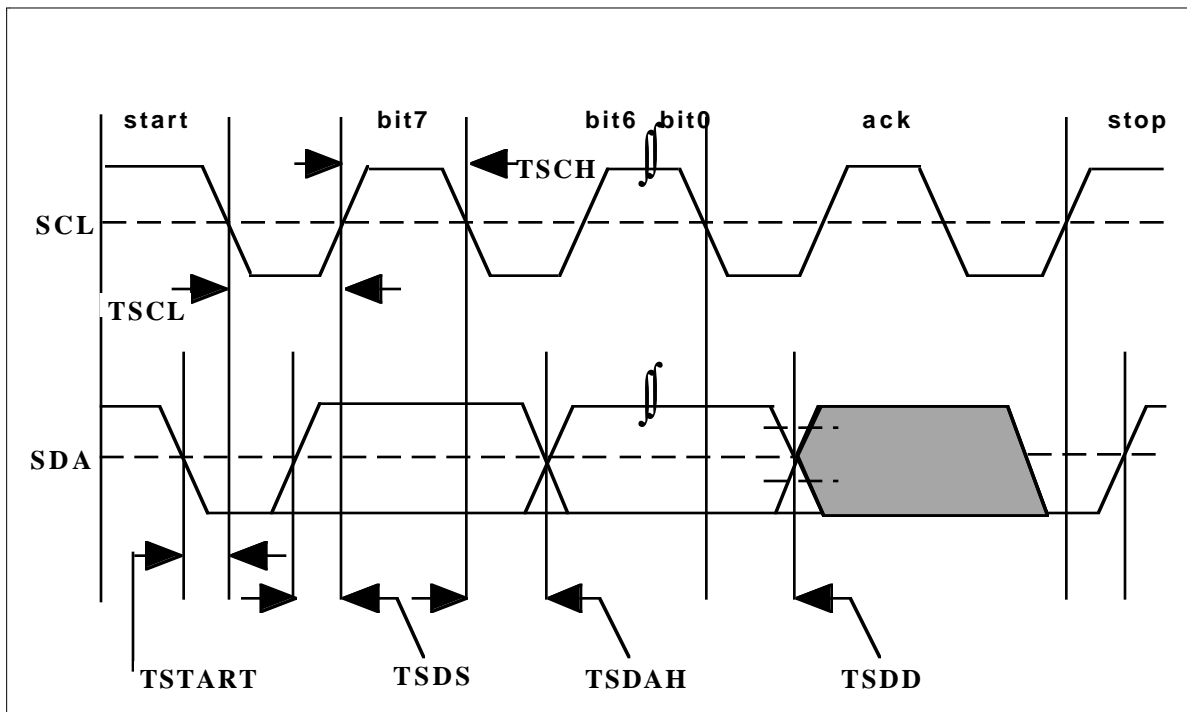 start bit7 bit6 bit0 ack stop
TSCH
SCL
TSCL
SDA
TSTART TSDS TSDAH TSDD